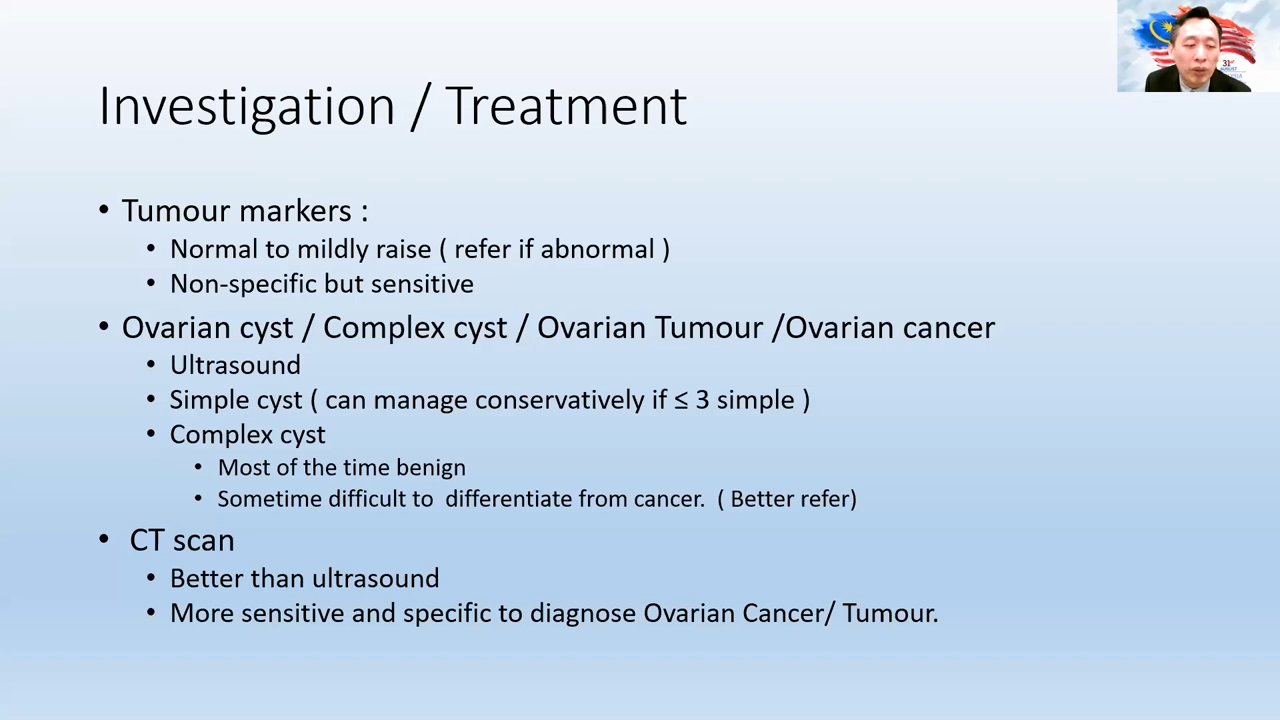 Investigation / Treatment
• Tumour markers :
• Normal to mildly raise ( refer if abnormal )
• Non-specific but sensitive
• Ovarian cyst / Complex cyst / Ovarian Tumour /Ovarian cancer
• Ultrasound
• Simple cyst ( can manage conservatively if ≤ 3 simple )
• Complex cyst
• Most of the time benign
• Sometime difficult to differentiate from cancer. ( Better refer)
• CT scan
• Better than ultrasound
• More sensitive and specific to diagnose Ovarian Cancer/ Tumour.
31
AUGUST